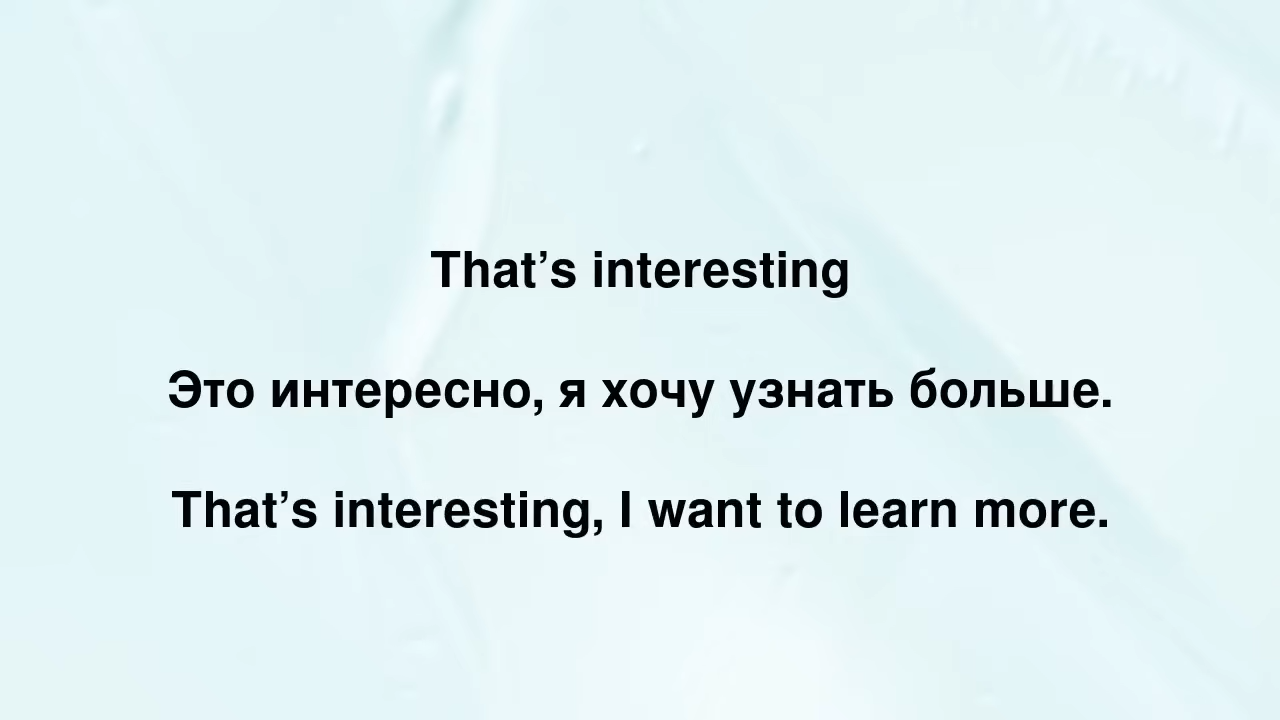 That’s interesting
Это интересно, я хочу узнать больше.
That’s interesting, I want to learn more.